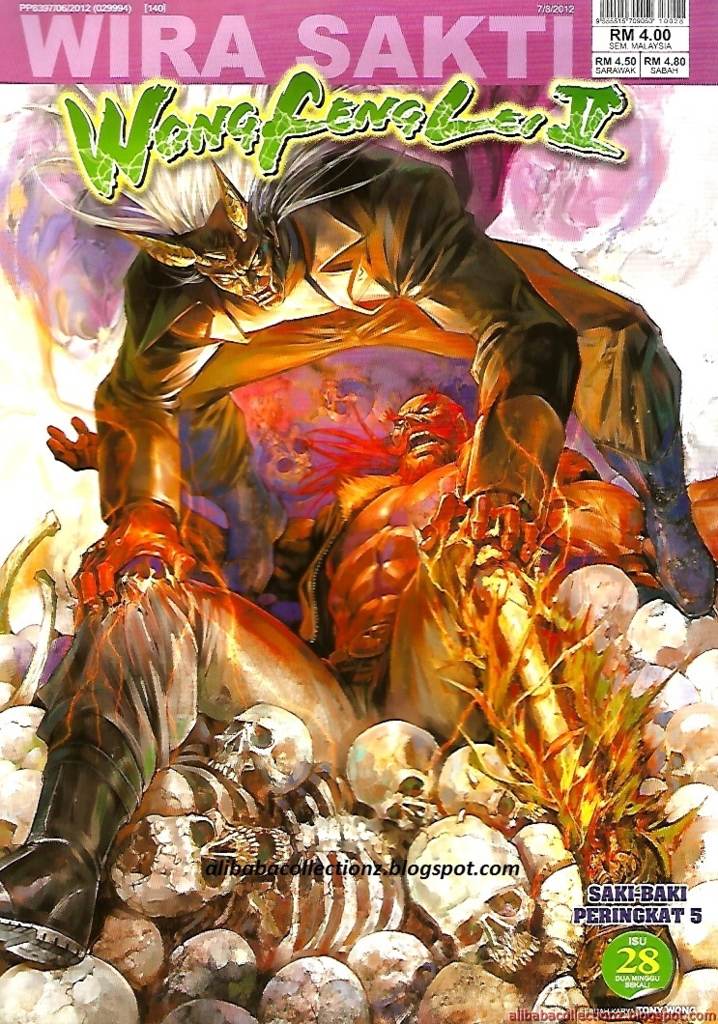 PP8397/06/2012 (029994) [140] 7/8/2012
WIRA SAKTI
RM 4.00
SEM. MALAYSIA
RM 4.50 RM 4.80
SARAWAK SABAH
WONG FENG LEI II
alibabacollectionz.blogspot.com
SAKI-BAKI
PERINGKAT 5
ISU
28
DUA MINGGU
SEKALI
KARYA TONY WONG
alibabacollectionz.blogspot.com